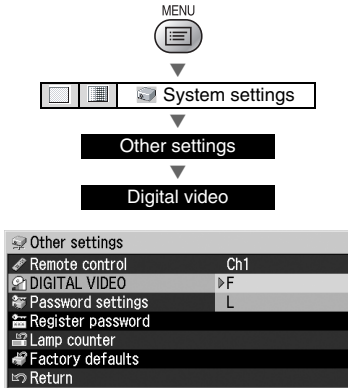 MENU
System settings
Other settings
Digital video
Other settings
Remote control Ch1
DIGITAL VIDEO F
Password settings L
Register password
Lamp counter
Factory defaults
Return